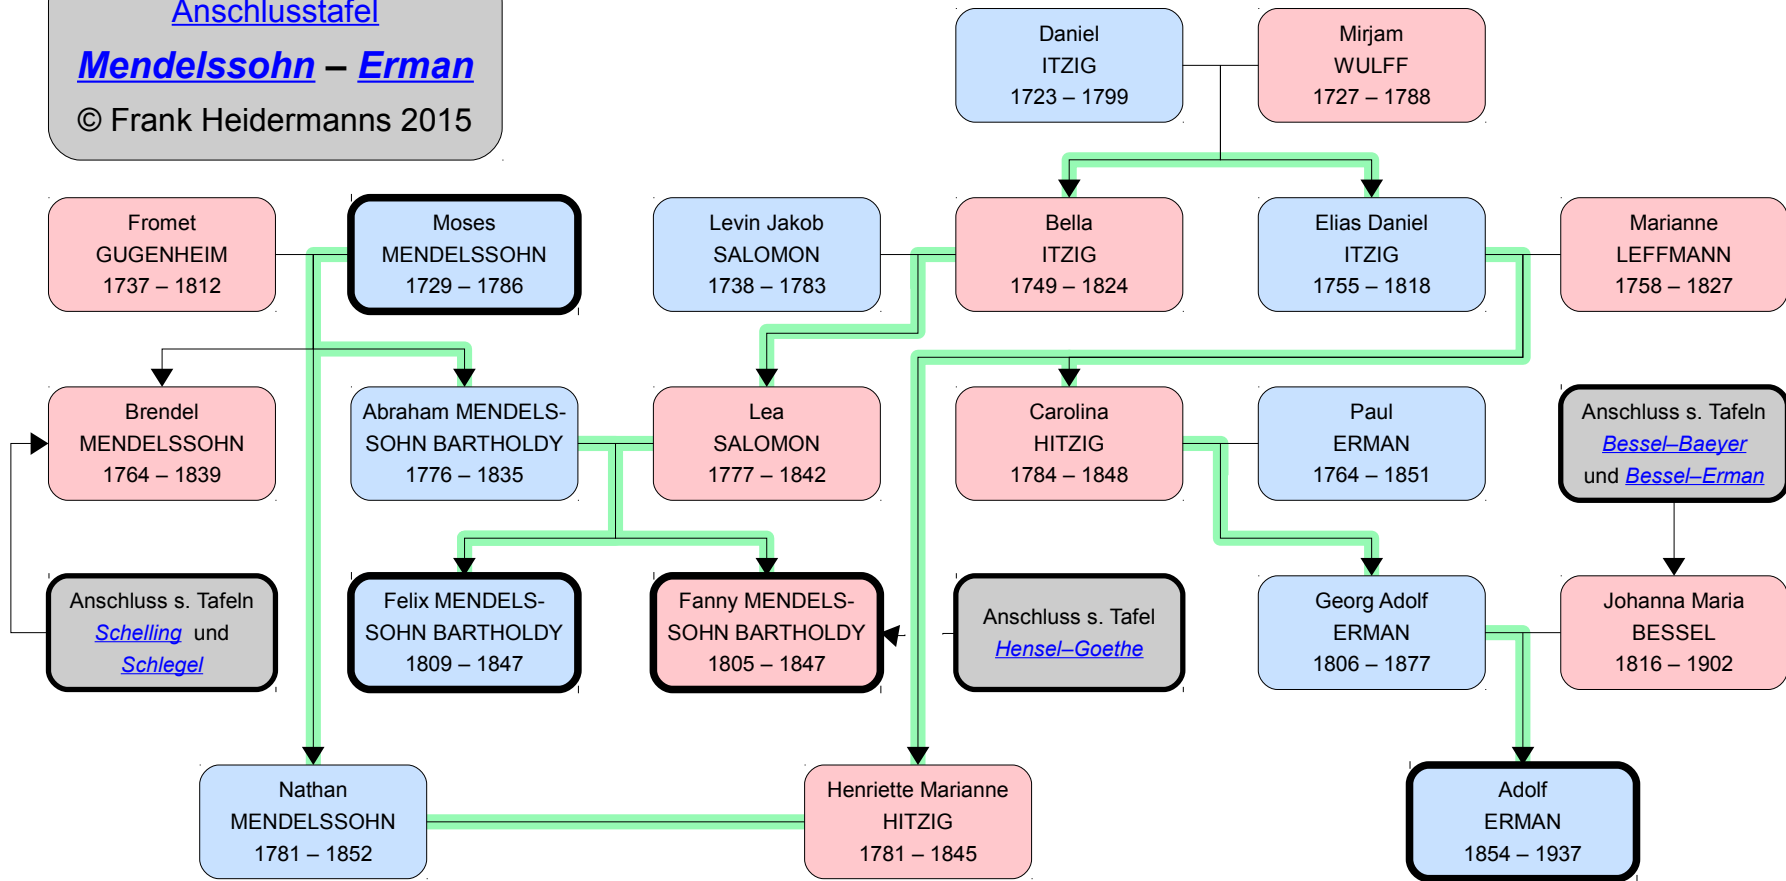 Anschlusstafel
Mendelssohn – Erman
© Frank Heidermanns 2015
Daniel
ITZIG
1723 – 1799
Mirjam
WULFF
1727 – 1788
Fromet
GUGENHEIM
1737 – 1812
Moses
MENDELSSOHN
1729 – 1786
Levin Jakob
SALOMON
1738 – 1783
Bella
ITZIG
1749 – 1824
Elias Daniel
ITZIG
1755 – 1818
Marianne
LEFFMANN
1758 – 1827
Brendel
MENDELSSOHN
1764 – 1839
Abraham MENDELS-
SOHN BARTHOLDY
1776 – 1835
Lea
SALOMON
1777 – 1842
Carolina
HITZIG
1784 – 1848
Paul
ERMAN
1764 – 1851
Anschluss s. Tafeln
Bessel–Baeyer
und Bessel–Erman
Anschluss s. Tafeln
Schelling und
Schlegel
Felix MENDELS-
SOHN BARTHOLDY
1809 – 1847
Fanny MENDELS-
SOHN BARTHOLDY
1805 – 1847
Anschluss s. Tafel
Hensel–Goethe
Georg Adolf
ERMAN
1806 – 1877
Johanna Maria
BESSEL
1816 – 1902
Nathan
MENDELSSOHN
1781 – 1852
Henriette Marianne
HITZIG
1781 – 1845
Adolf
ERMAN
1854 – 1937